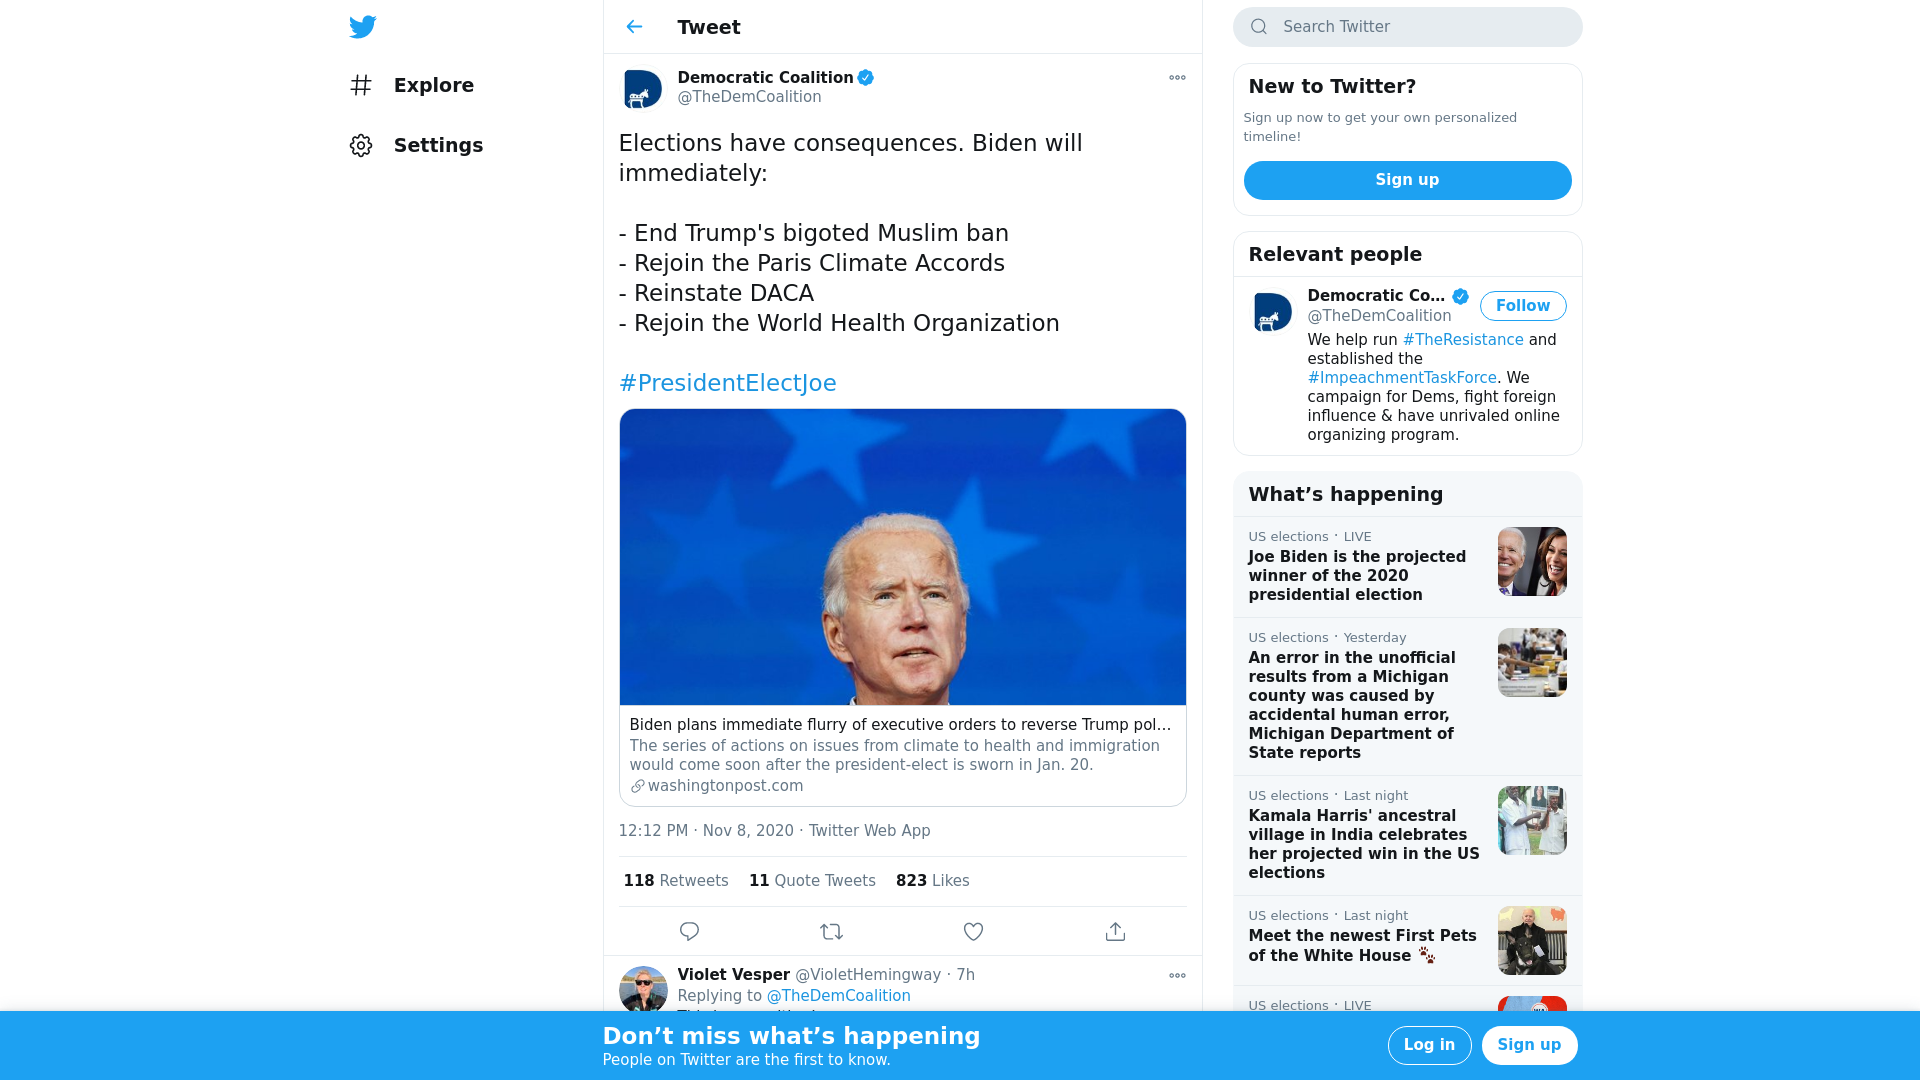 Explore
Settings
Tweet
Democratic Coalition
@TheDemCoalition
Elections have consequences. Biden will
immediately:
- End Trump's bigoted Muslim ban
- Rejoin the Paris Climate Accords
- Reinstate DACA
- Rejoin the World Health Organization
#PresidentElectJoe
Biden plans immediate flurry of executive orders to reverse Trump pol…
The series of actions on issues from climate to health and immigration
would come soon after the president-elect is sworn in Jan. 20.
washingtonpost.com
12:12 PM · Nov 8, 2020 · Twitter Web App
118 Retweets 11 Quote Tweets 823 Likes
Violet Vesper @VioletHemingway · 7h
Replying to @TheDemCoalition
Search Twitter
New to Twitter?
Sign up now to get your own personalized
timeline!
Sign up
Relevant people
Democratic Co…
@TheDemCoalition
Follow
We help run #TheResistance and
established the
#ImpeachmentTaskForce. We
campaign for Dems, fight foreign
influence & have unrivaled online
organizing program.
What’s happening
US elections · LIVE
Joe Biden is the projected
winner of the 2020
presidential election
US elections · Yesterday
An error in the unofficial
results from a Michigan
county was caused by
accidental human error,
Michigan Department of
State reports
US elections · Last night
Kamala Harris' ancestral
village in India celebrates
her projected win in the US
elections
US elections · Last night
Meet the newest First Pets
of the White House 🐾
US elections · LIVE
Don’t miss what’s happening
People on Twitter are the first to know.
Log in
Sign up